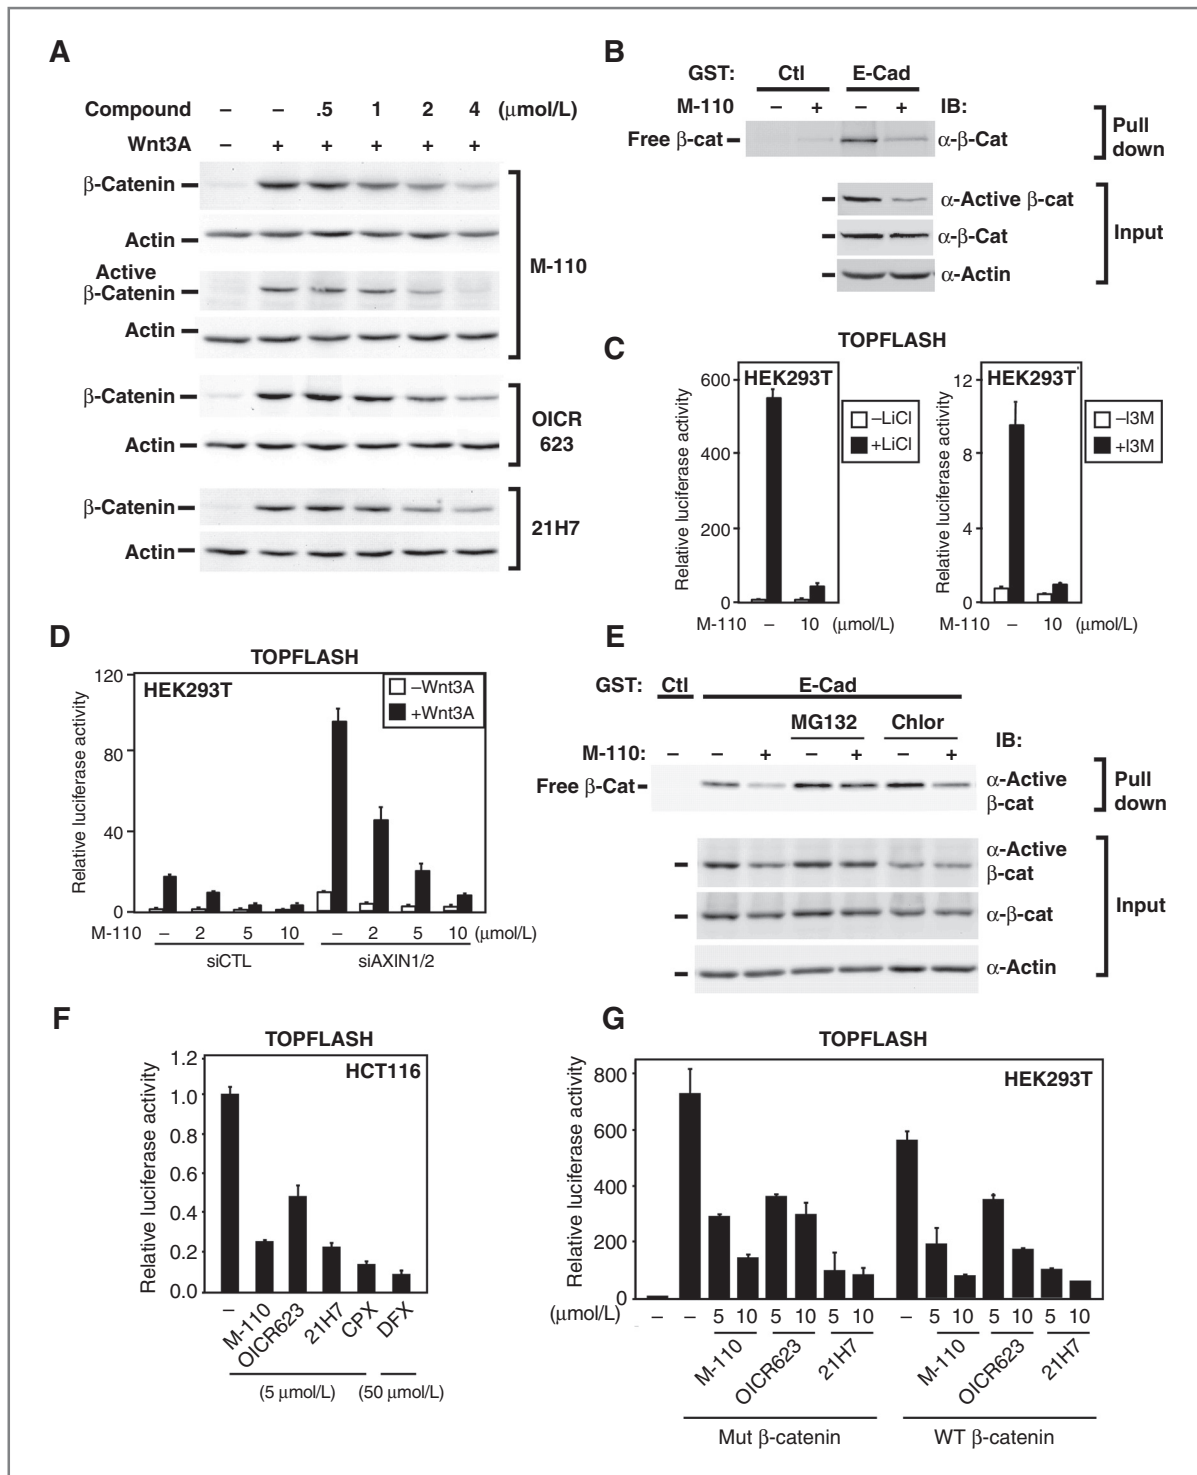 A
Compound – – .5 1 2 4 (μmol/L)
Wnt3A – + + + + +
β-Catenin
Actin
Active
β-Catenin
Actin
M-110
β-Catenin
Actin
OICR
623
β-Catenin
Actin
21H7
B
GST: Ctl E-Cad
M-110 – + – + IB:
Free β-cat α-β-Cat
Pull
down
α-Active β-cat
α-β-Cat
α-Actin
Input
C
TOPFLASH
HEK293T
Relative luciferase activity
600
400
200
0
–LiCl
+LiCl
M-110 – 10 (μmol/L)
HEK293T
Relative luciferase activity
12
8
4
0
–I3M
+I3M
M-110 – 10 (μmol/L)
D
TOPFLASH
HEK293T
–Wnt3A
+Wnt3A
Relative luciferase activity
120
80
40
0
M-110 – 2 5 10 – 2 5 10 (μmol/L)
siCTL siAXIN1/2
E
GST: Ctl E-Cad
MG132 Chlor
M-110: – – + – + – + IB:
Free β-Cat
α-Active
β-cat
Pull
down
α-Active
β-cat
α-β-cat
α-Actin
Input
F
TOPFLASH
HCT116
Relative luciferase activity
1.2
1.0
0.8
0.6
0.4
0.2
0.0
– M-110 OICR623 21H7 CPX DFX
(5 μmol/L) (50 μmol/L)
G
TOPFLASH
HEK293T
Relative luciferase activity
800
600
400
200
0
(μmol/L) – – 5 10 5 10 5 10 – 5 10 5 10 5 10
M-110 OICR623 21H7 M-110 OICR623 21H7
Mut β-catenin WT β-catenin